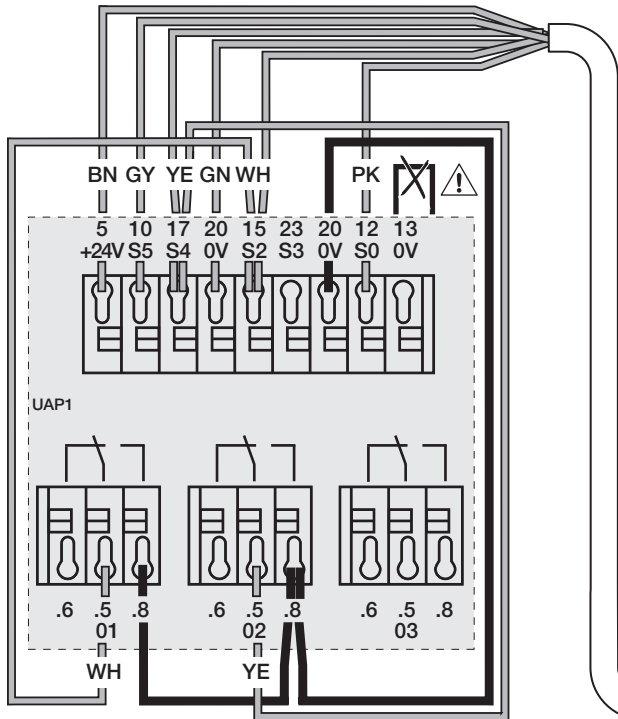 BN GY YE GN WH PK
5 10 17 20 15 23 20 12 13
+24V S5 S4 0V S2 S3 0V S0 0V
UAP1
.6 .5 .8 .6 .5 .8 .6 .5 .8
01 02 03
WH YE